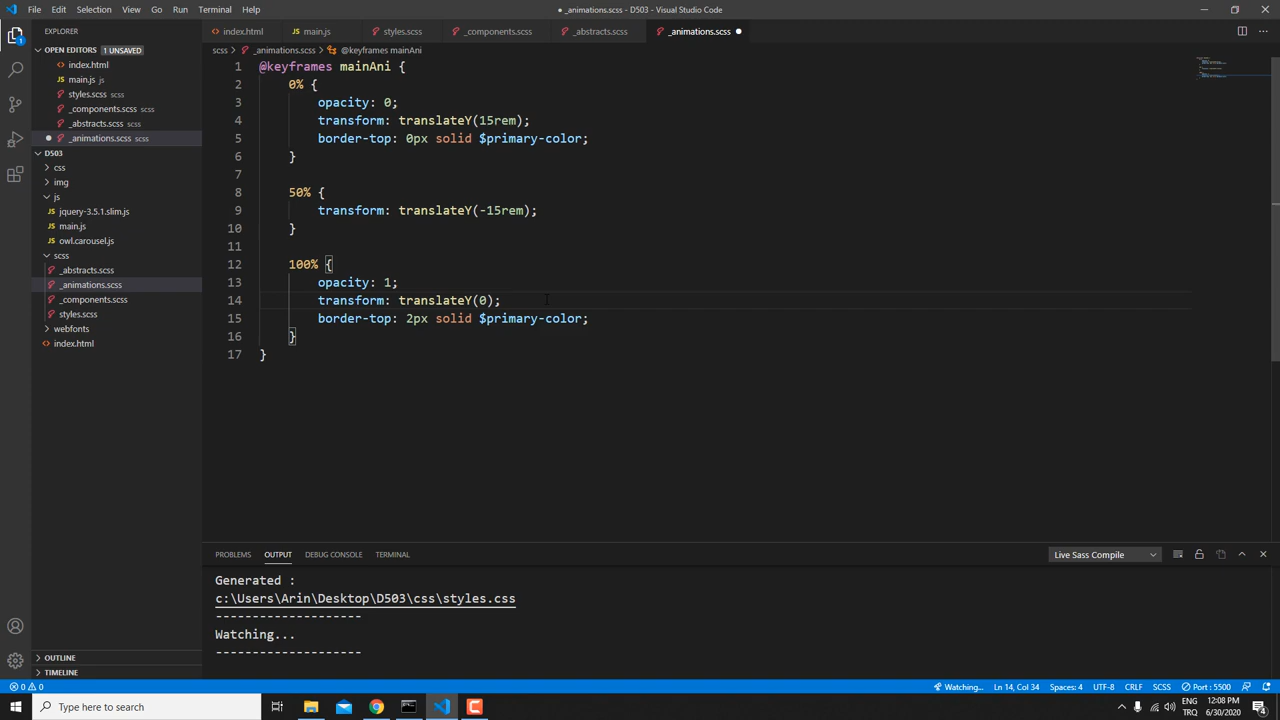 File Edit Selection View Go Run Terminal Help
● _animations.scss - D503 - Visual Studio Code
EXPLORER
OPEN EDITORS 1 UNSAVED
index.html
main.js js
styles.scss scss
_components.scss scss
_abstracts.scss scss
_animations.scss scss
D503
css
img
js
jquery-3.5.1.slim.js
main.js
owl.carousel.js
scss
_abstracts.scss
_animations.scss
_components.scss
styles.scss
webfonts
index.html
OUTLINE
TIMELINE
index.html main.js styles.scss _components.scss _abstracts.scss _animations.scss ●
scss > _animations.scss > @keyframes mainAni
1 @keyframes mainAni {
2 0% {
3 opacity: 0;
4 transform: translateY(15rem);
5 border-top: 0px solid $primary-color;
6 }
7
8 50% {
9 transform: translateY(-15rem);
10 }
11
12 100% {
13 opacity: 1;
14 transform: translateY(0);
15 border-top: 2px solid $primary-color;
16 }
17 }
PROBLEMS OUTPUT DEBUG CONSOLE TERMINAL
Live Sass Compile
Generated :
c:\Users\Arin\Desktop\D503\css\styles.css
--------------------
Watching...
--------------------
0 0
Watching... Ln 14, Col 34 Spaces: 4 UTF-8 CRLF SCSS Port : 5500
Type here to search
ENG
TRQ
12:08 PM
6/30/2020